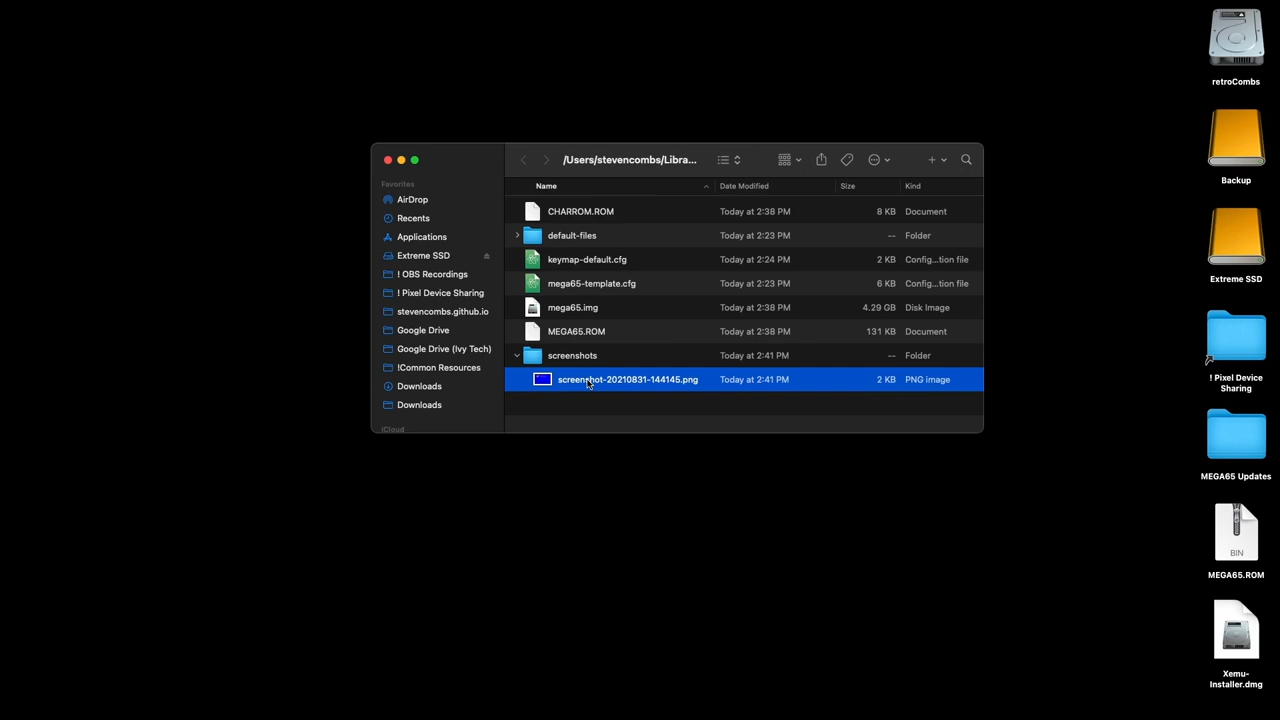 /Users/stevencombs/Libra...
Favorites
AirDrop
Recents
Applications
Extreme SSD
! OBS Recordings
! Pixel Device Sharing
stevencombs.github.io
Google Drive
Google Drive (Ivy Tech)
!Common Resources
Downloads
Downloads
iCloud
Name Date Modified Size Kind
CHARROM.ROM Today at 2:38 PM 8 KB Document
default-files Today at 2:23 PM -- Folder
keymap-default.cfg Today at 2:24 PM 2 KB Config...tion file
mega65-template.cfg Today at 2:23 PM 6 KB Config...tion file
mega65.img Today at 2:38 PM 4.29 GB Disk Image
MEGA65.ROM Today at 2:38 PM 131 KB Document
screenshots Today at 2:41 PM -- Folder
screenshot-20210831-144145.png Today at 2:41 PM 2 KB PNG image
retroCombs
Backup
Extreme SSD
! Pixel Device
Sharing
MEGA65 Updates
BIN
MEGA65.ROM
Xemu-
Installer.dmg